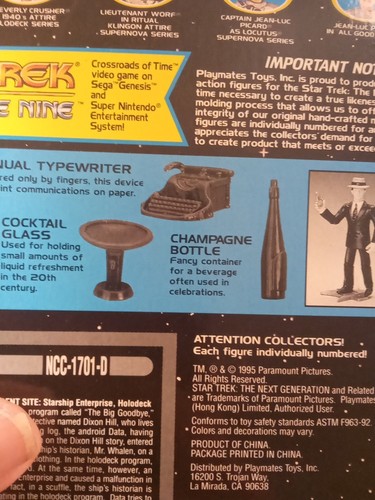 BEVERLY CRUSHER
1940's ATTIRE
HOLODECK SERIES
LIEUTENANT WORF
IN RITUAL
KLINGON ATTIRE
SUPERNOVA SERIES
CAPTAIN JEAN-LUC
PICARD
AS LOCUTUS
SUPERNOVA SERIES
JEAN-LUC
IN ALL GOOD
TREK
NINE
Crossroads of Time™
video game on
Sega™ Genesis™
and
Super Nintendo®
Entertainment
System!
IMPORTANT NOT
Playmates Toys, Inc. is proud to produ
action figures for the Star Trek: The
time necessary to create a true likenes
molding process that allows us to off
integrity of our original hand-crafted m
figures are individually numbered for au
appreciates the collectors' demand for
to create product that meets or excee
NUAL TYPEWRITER
red only by fingers, this device
int communications on paper.
COCKTAIL
GLASS
Used for holding
small amounts of
liquid refreshment
in the 20th
century.
CHAMPAGNE
BOTTLE
Fancy container
for a beverage
often used in
celebrations.
NCC-1701-D
ENT SITE: Starship Enterprise, Holodeck
program called "The Big Goodbye,"
ective named Dixon Hill, who lives
g log, the android Data, having
on the Dixon Hill story, entered
ship's historian, Mr. Whalen, on a
nothing. In the holodeck program,
At the same time, however, an
Enterprise and caused a malfunction in
act, in a scuffle, the ship's historian is
ating in the holodeck program. Data tries to
ATTENTION COLLECTORS!
Each figure individually numbered!
TM, ® & © 1995 Paramount Pictures.
All Rights Reserved.
STAR TREK: THE NEXT GENERATION and Related
are Trademarks of Paramount Pictures. Playmates
(Hong Kong) Limited, Authorized User.
Conforms to toy safety standards ASTM F963-92.
Colors and decorations may vary.
PRODUCT OF CHINA.
PACKAGE PRINTED IN CHINA.
Distributed by Playmates Toys, Inc.
16200 S. Trojan Way,
La Mirada, CA 90638